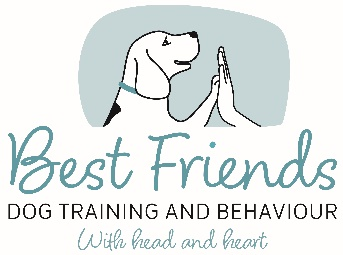 Best Friends
DOG TRAINING AND BEHAVIOUR
With head and heart